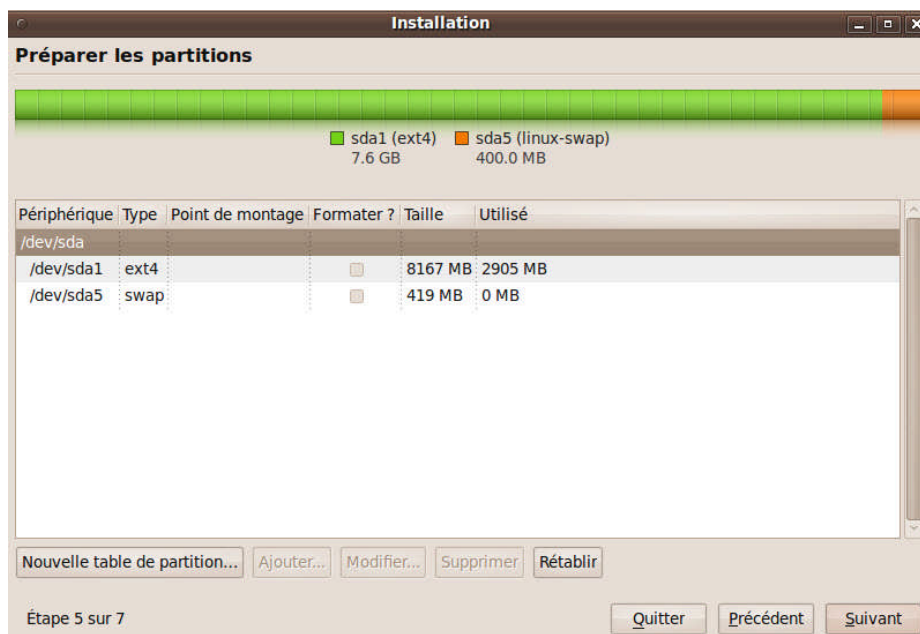 Installation
Préparer les partitions
sda1 (ext4) sda5 (linux-swap)
7.6 GB 400.0 MB
Périphérique Type Point de montage Formater ? Taille Utilisé
/dev/sda
/dev/sda1 ext4 8167 MB 2905 MB
/dev/sda5 swap 419 MB 0 MB
Nouvelle table de partition... Ajouter... Modifier... Supprimer Rétablir
Étape 5 sur 7 Quitter Précédent Suivant